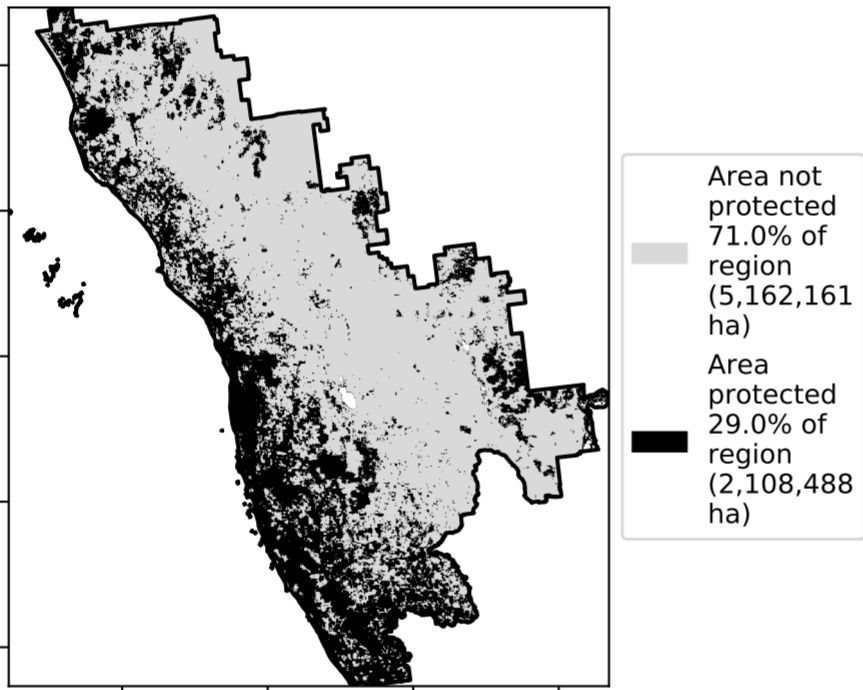 Area not
protected
71.0% of
region
(5,162,161
ha)
Area
protected
29.0% of
region
(2,108,488
ha)